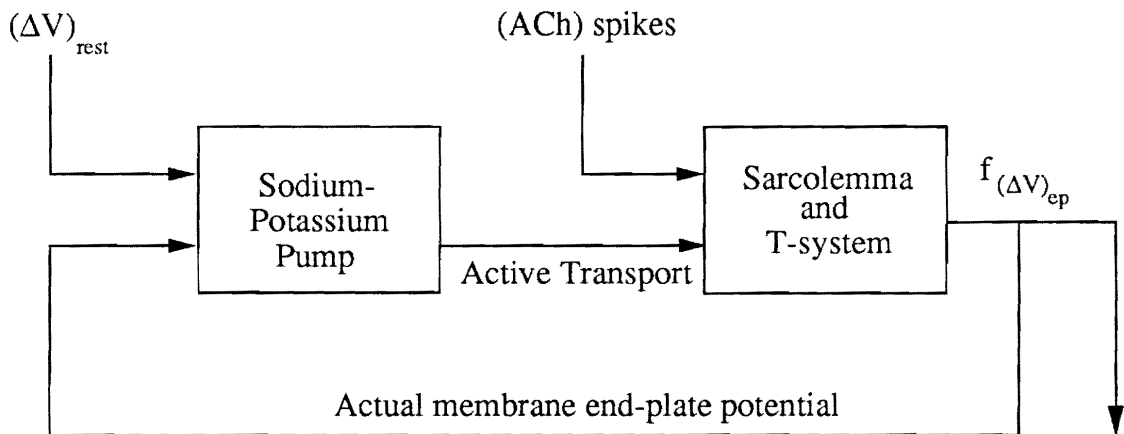 (ΔV)rest
(ACh) spikes
Sodium-
Potassium
Pump
Active Transport
Sarcolemma
and
T-system
f(ΔV)ep
Actual membrane end-plate potential